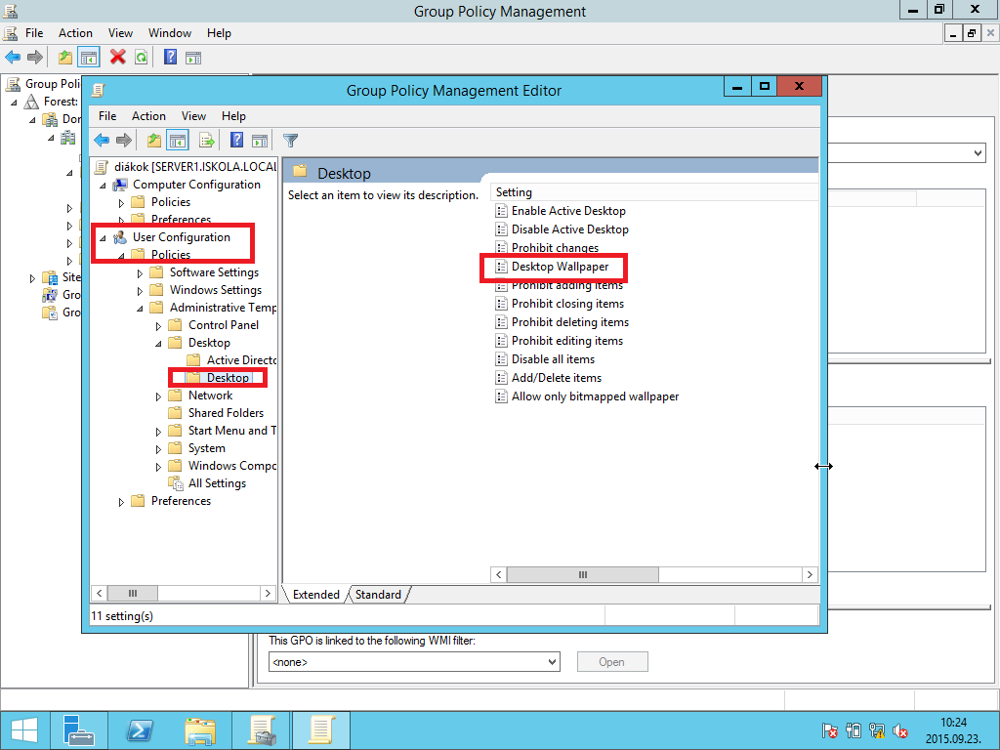 Group Policy Management
File Action View Window Help
Group Poli
Forest:
Dor
Site
Gro
Gro
Group Policy Management Editor
File Action View Help
diákok [SERVER1.ISKOLA.LOCAL
Computer Configuration
Policies
Preferences
User Configuration
Policies
Software Settings
Windows Settings
Administrative Temp
Control Panel
Desktop
Active Directo
Desktop
Network
Shared Folders
Start Menu and T
System
Windows Compo
All Settings
Preferences
Desktop
Select an item to view its description.
Setting
Enable Active Desktop
Disable Active Desktop
Prohibit changes
Desktop Wallpaper
Prohibit adding items
Prohibit closing items
Prohibit deleting items
Prohibit editing items
Disable all items
Add/Delete items
Allow only bitmapped wallpaper
Extended Standard
11 setting(s)
This GPO is linked to the following WMI filter:
<none> Open
10:24
2015.09.23.